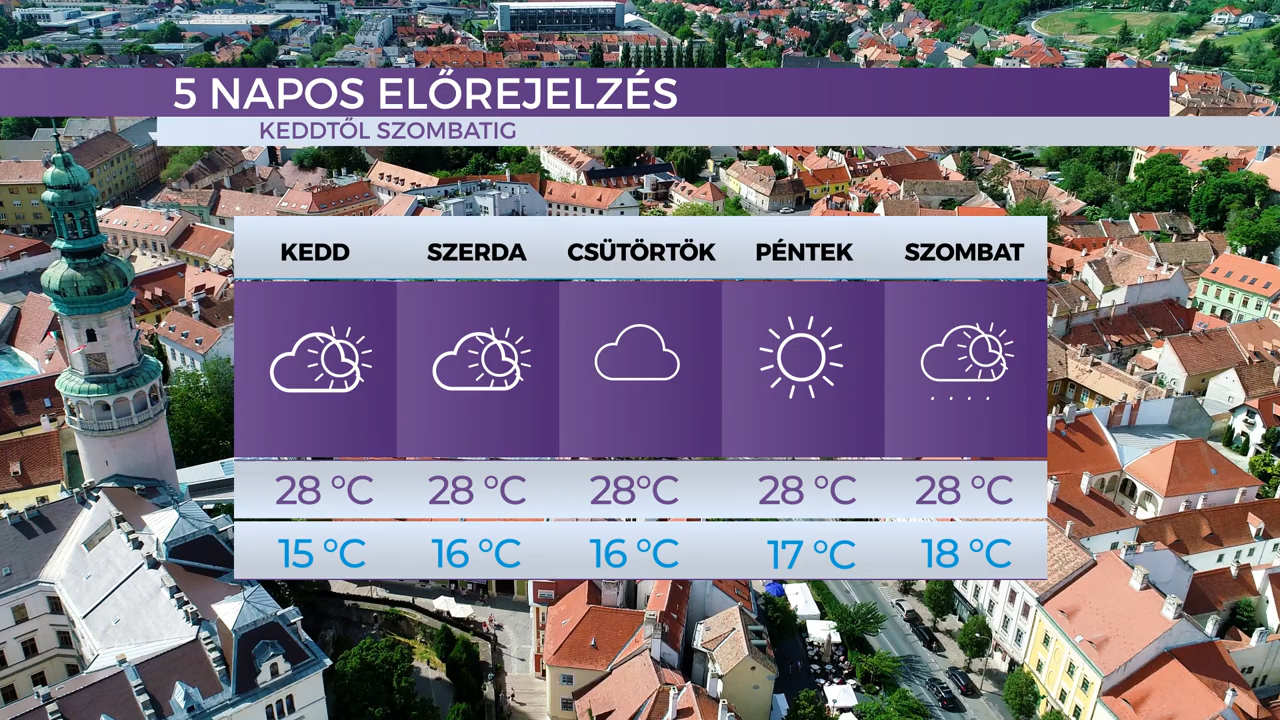 5 NAPOS ELŐREJELZÉS
KEDDTŐL SZOMBATIG
KEDD SZERDA CSÜTÖRTÖK PÉNTEK SZOMBAT
28 °C 28 °C 28°C 28 °C 28 °C
15 °C 16 °C 16 °C 17 °C 18 °C